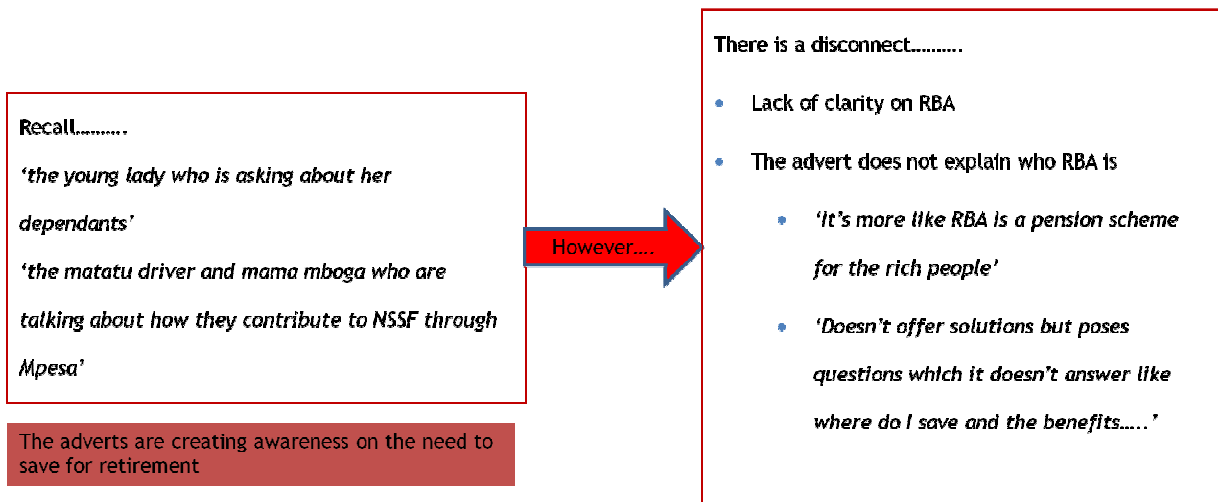 Recall……….
‘the young lady who is asking about her
dependants’
‘the matatu driver and mama mboga who are
talking about how they contribute to NSSF through
Mpesa’
The adverts are creating awareness on the need to
save for retirement
However….
There is a disconnect……….
• Lack of clarity on RBA
• The advert does not explain who RBA is
• ‘It’s more like RBA is a pension scheme
for the rich people’
• ‘Doesn’t offer solutions but poses
questions which it doesn’t answer like
where do I save and the benefits…..’